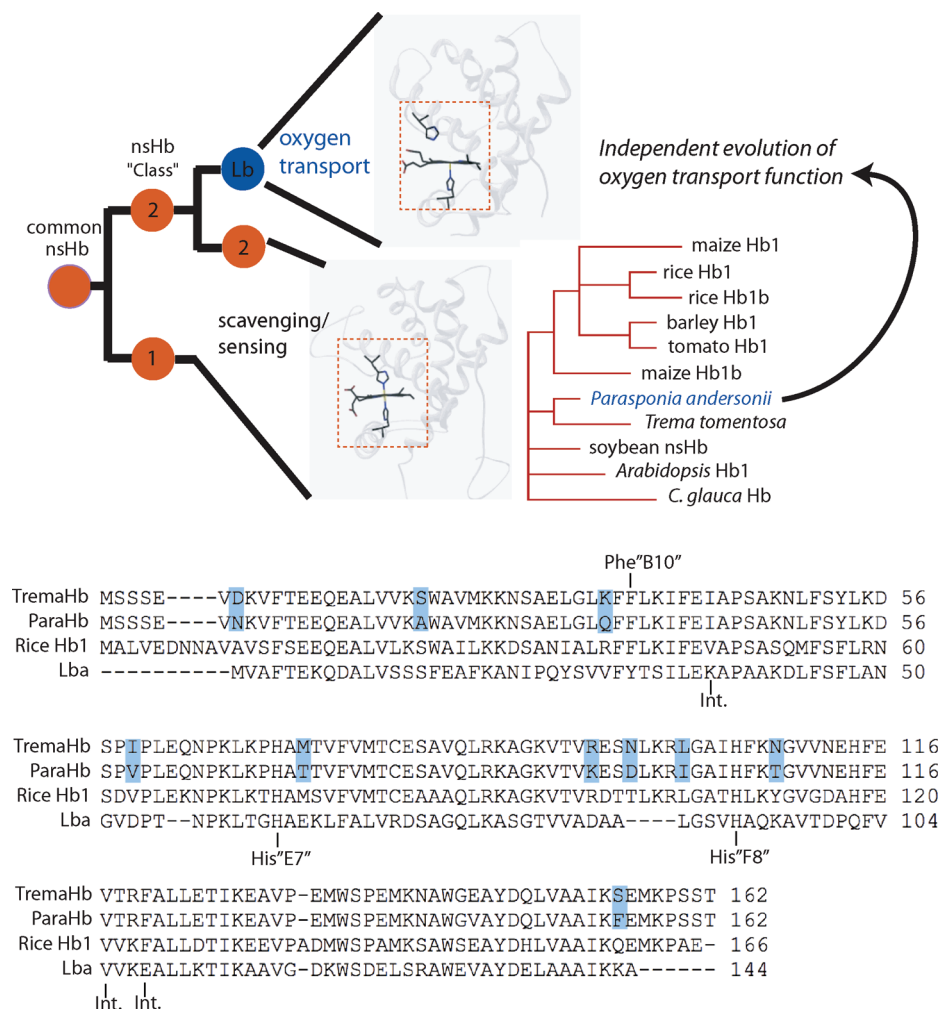 nsHb
"Class"
Lb
oxygen
transport
2
common
nsHb
2
1
scavenging/
sensing
Independent evolution of
oxygen transport function
maize Hb1
rice Hb1
rice Hb1b
barley Hb1
tomato Hb1
maize Hb1b
Parasponia andersonii
Trema tomentosa
soybean nsHb
Arabidopsis Hb1
C. glauca Hb
Phe"B10"
TremaHb MSSSE----VDKVFTEEQEALVVKSWAVMKKNSAELGLKFFLKIFEIAPSAKNLFSYLKD 56
ParaHb MSSSE----VNKVFTEEQEALVVKAWAVMKKNSAELGLQFFLKIFEIAPSAKNLFSYLKD 56
Rice Hb1 MALVEDNNAVAVSFSEEQEALVLKSWAILKKDSANIALRFFLKIFEVAPSASQMFSFLRN 60
Lba ---------MVAFTEKQDALVSSSFEAFKANIPQYSVVFYTSILEKAPAAKDLFSFLAN 50
Int.
TremaHb SPIPLEQNPKLKPHAMTVFVMTCESAVQLRKAGKVTVRESNLKRLGAIHFKNGVVNEHFE 116
ParaHb SPVPLEQNPKLKPHATTVFVMTCESAVQLRKAGKVTVKESDLKRIGAIHFKTGVVNEHFE 116
Rice Hb1 SDVPLEKNPKLKTHAMSVFVMTCEAAAQLRKAGKVTVRDTTLKRLGATHLKYGVGDAHFE 120
Lba GVDPT--NPKLTGHAEKLFALVRDSAGQLKASGTVVADAA----LGSVHAQKAVTDPQFV 104
His"E7"
His"F8"
TremaHb VTRFALLETIKEAVP-EMWSPEMKNAWGEAYDQLVAAIKSEMKPSST 162
ParaHb VTRFALLETIKEAVP-EMWSPEMKNAWGVAYDQLVAAIKFEMKPSST 162
Rice Hb1 VVKFALLDTIKEEVPADMWSPAMKSAWSEAYDHLVAAIKQEMKPAE- 166
Lba VVKEALLKTIKAAVG-DKWSDELSRAWEVAYDELAAAIKKA------ 144
Int. Int.